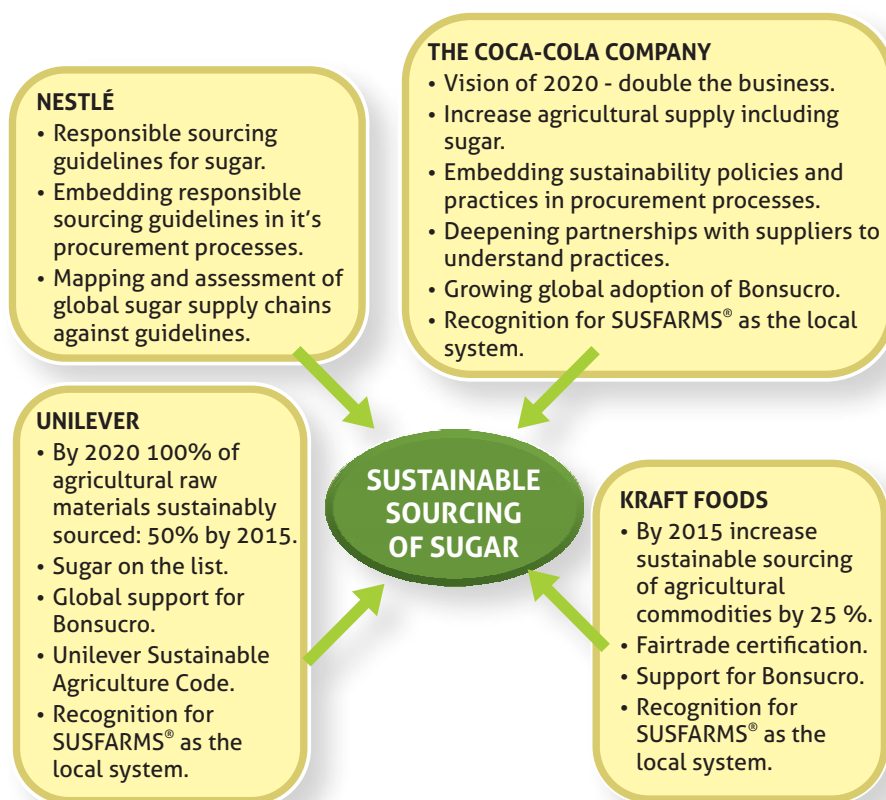 NESTLÉ
• Responsible sourcing
guidelines for sugar.
• Embedding responsible
sourcing guidelines in it's
procurement processes.
• Mapping and assessment of
global sugar supply chains
against guidelines.
THE COCA-COLA COMPANY
• Vision of 2020 - double the business.
• Increase agricultural supply including
sugar.
• Embedding sustainability policies and
practices in procurement processes.
• Deepening partnerships with suppliers to
understand practices.
• Growing global adoption of Bonsucro.
• Recognition for SUSFARMS® as the local
system.
UNILEVER
• By 2020 100% of
agricultural raw
materials sustainably
sourced: 50% by 2015.
• Sugar on the list.
• Global support for
Bonsucro.
• Unilever Sustainable
Agriculture Code.
• Recognition for
SUSFARMS® as the
local system.
SUSTAINABLE
SOURCING
OF SUGAR
KRAFT FOODS
• By 2015 increase
sustainable sourcing
of agricultural
commodities by 25 %.
• Fairtrade certification.
• Support for Bonsucro.
• Recognition for
SUSFARMS® as the
local system.